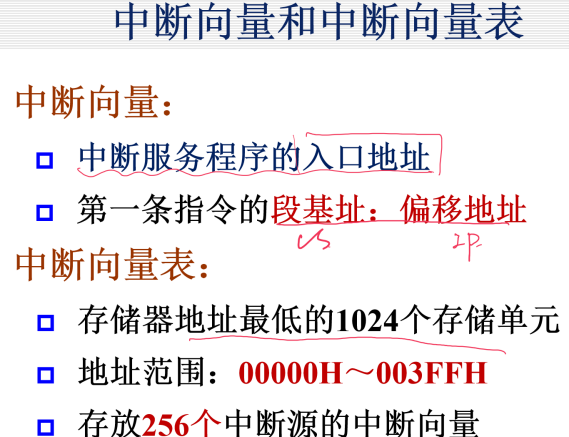 中断向量和中断向量表
中断向量：
中断服务程序的入口地址
第一条指令的段基址：偏移地址
CS IP
中断向量表：
存储器地址最低的1024个存储单元
地址范围：00000H～003FFH
存放256个中断源的中断向量